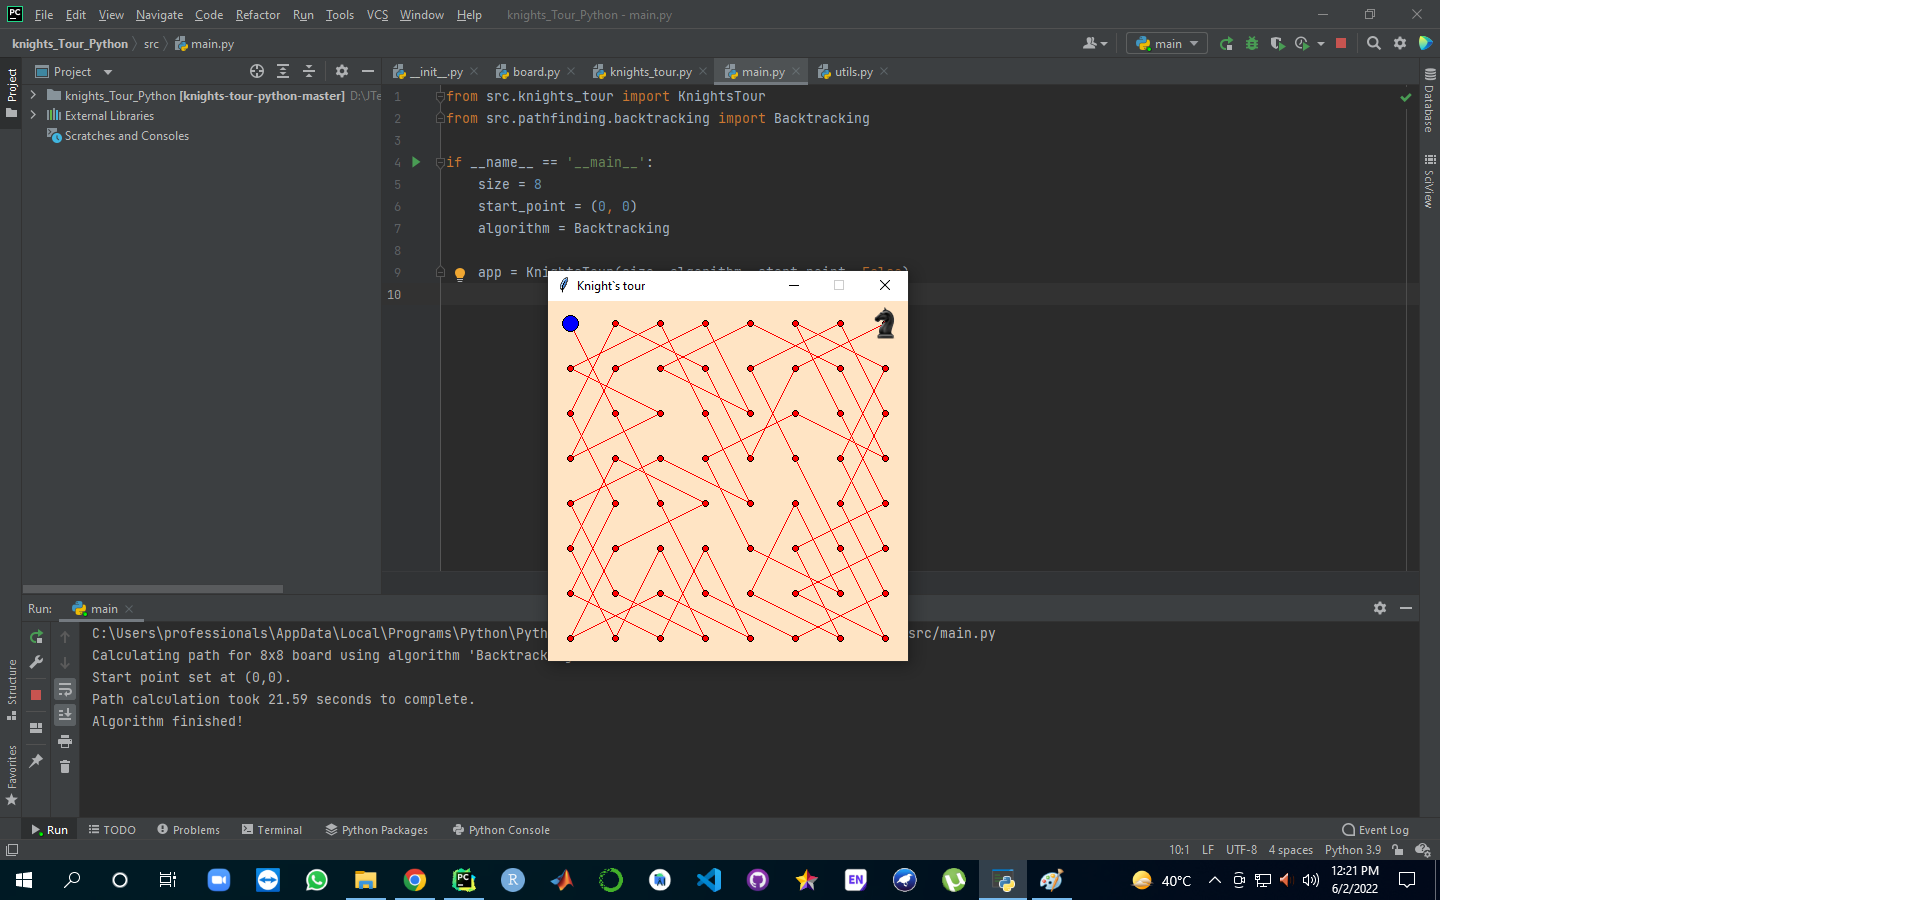 File Edit View Navigate Code Refactor Run Tools VCS Window Help knights_Tour_Python - main.py
knights_Tour_Python src main.py
main
Project
__init__.py board.py knights_tour.py main.py utils.py
knights_Tour_Python [knights-tour-python-master] D:\JTe
External Libraries
Scratches and Consoles
1 from src.knights_tour import KnightsTour
2 from src.pathfinding.backtracking import Backtracking
3
4 if __name__ == '__main__':
5 size = 8
6 start_point = (0, 0)
7 algorithm = Backtracking
8
9 app = KnightsTour(size, algorithm, start_point, False)
10
Knight`s tour
Project
Structure
Favorites
Database
SciView
Run: main
C:\Users\professionals\AppData\Local\Programs\Python\Pyth src/main.py
Calculating path for 8x8 board using algorithm 'Backtrack
Start point set at (0,0).
Path calculation took 21.59 seconds to complete.
Algorithm finished!
Run TODO Problems Terminal Python Packages Python Console Event Log
10:1 LF UTF-8 4 spaces Python 3.9
EN
40°C
12:21 PM
6/2/2022